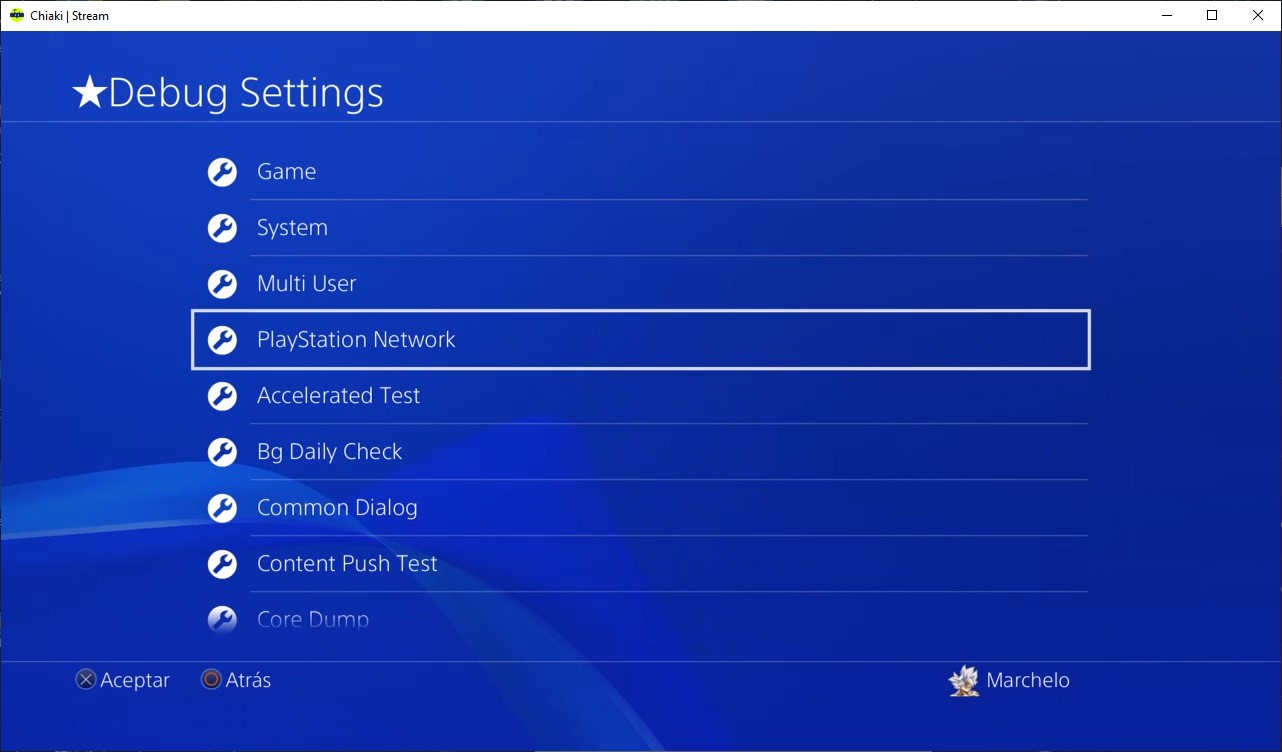 Chiaki | Stream
★Debug Settings
Game
System
Multi User
PlayStation Network
Accelerated Test
Bg Daily Check
Common Dialog
Content Push Test
Core Dump
Aceptar Atrás Marchelo